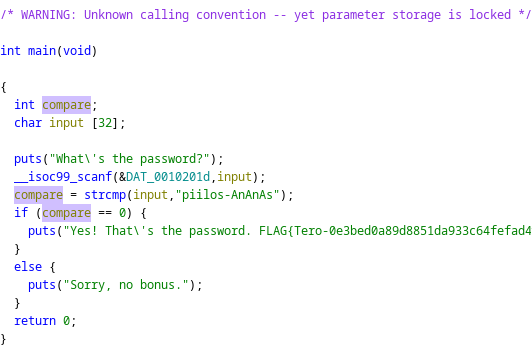 /* WARNING: Unknown calling convention -- yet parameter storage is locked */
int main(void)
{
int compare;
char input [32];
puts("What\'s the password?");
__isoc99_scanf(&DAT_0010201d,input);
compare = strcmp(input,"piilos-AnAnAs");
if (compare == 0) {
puts("Yes! That\'s the password. FLAG{Tero-0e3bed0a89d8851da933c64fefad4
}
else {
puts("Sorry, no bonus.");
}
return 0;
}